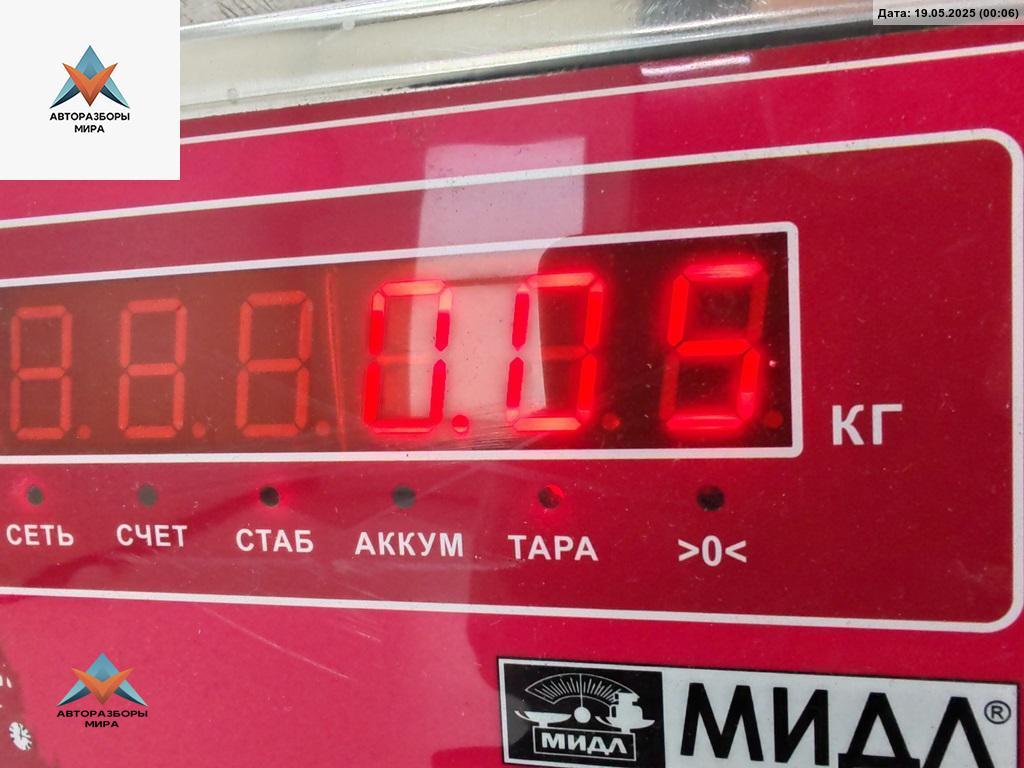 Дата: 19.05.2025 (00:06)
АВТОРАЗБОРЫ
МИРА
0.05
КГ
СЕТЬ СЧЕТ СТАБ АККУМ ТАРА >0<
АВТОРАЗБОРЫ
МИРА
МИДЛ
МИДЛ®